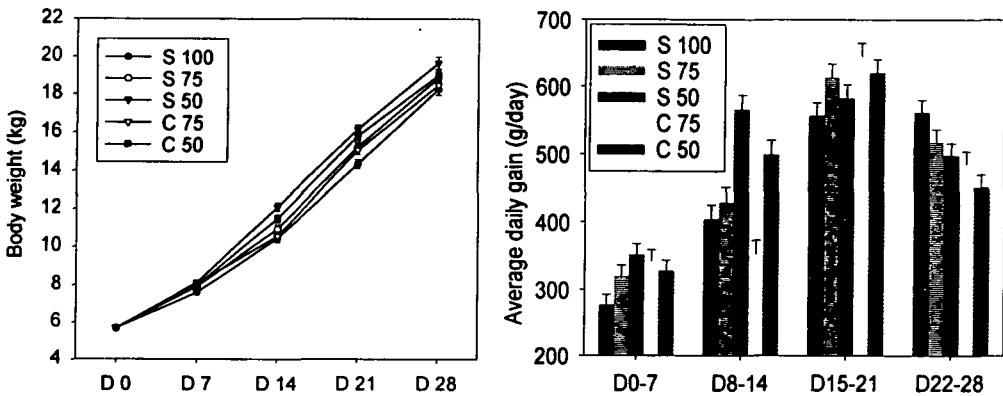 Body weight (kg)
22
20
18
16
14
12
10
8
6
4
S 100
S 75
S 50
C 75
C 50
D 0
D 7
D 14
D 21
D 28
Average daily gain (g/day)
700
600
500
400
300
200
S 100
S 75
S 50
C 75
C 50
D0-7
D8-14
D15-21
D22-28